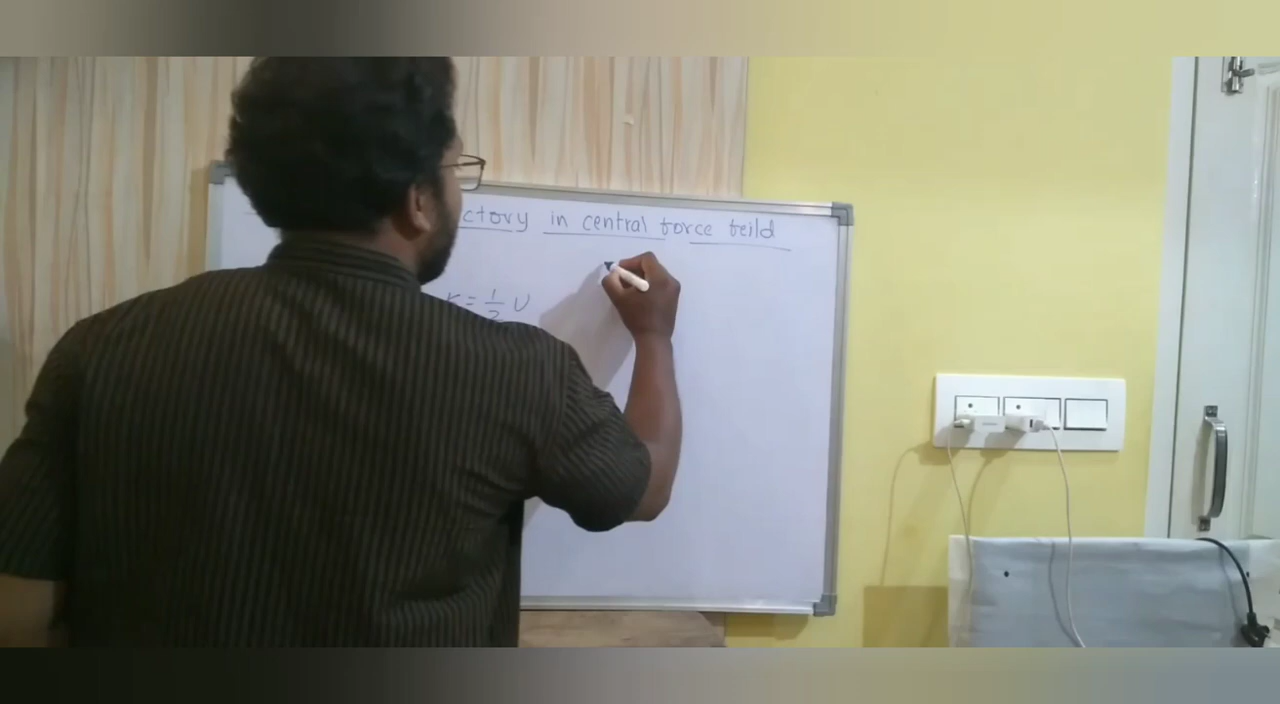 ctory in central force feild
= 1/2 U